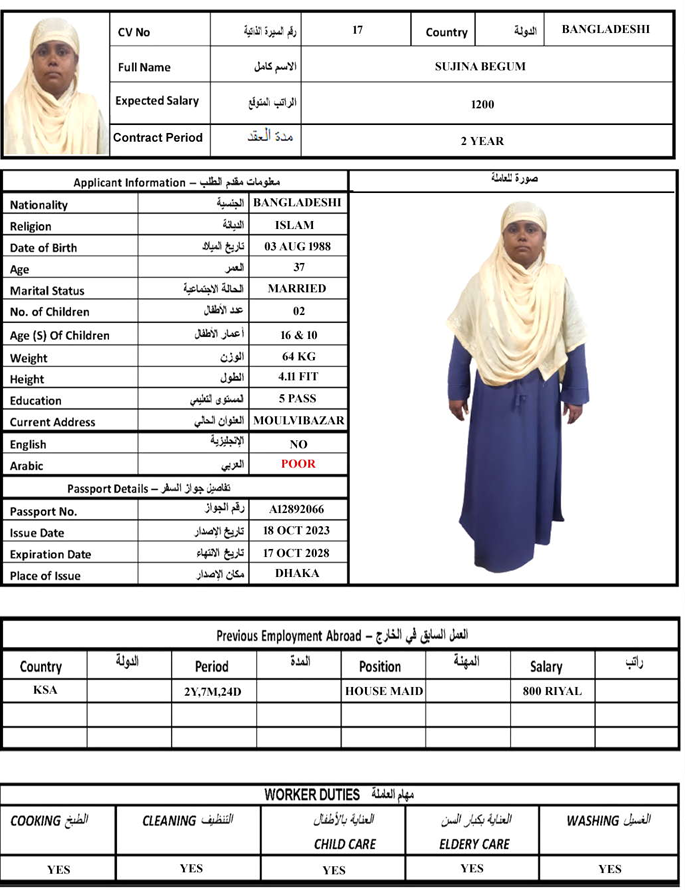 CV No رقم السيرة الذاتية 17 Country الدولة BANGLADESHI
Full Name الاسم كامل SUJINA BEGUM
Expected Salary الراتب المتوقع 1200
Contract Period مدة العقد 2 YEAR
Applicant Information – معلومات مقدم الطلب
صورة للعاملة
Nationality الجنسية BANGLADESHI
Religion الديانة ISLAM
Date of Birth تاريخ الميلاد 03 AUG 1988
Age العمر 37
Marital Status الحالة الاجتماعية MARRIED
No. of Children عدد الأطفال 02
Age (S) Of Children أعمار الأطفال 16 & 10
Weight الوزن 64 KG
Height الطول 4.11 FIT
Education المستوى التعليمي 5 PASS
Current Address العنوان الحالي MOULVIBAZAR
English الإنجليزية NO
Arabic العربي POOR
Passport Details – تفاصيل جواز السفر
Passport No. رقم الجواز AI2892066
Issue Date تاريخ الإصدار 18 OCT 2023
Expiration Date تاريخ الانتهاء 17 OCT 2028
Place of Issue مكان الإصدار DHAKA
Previous Employment Abroad – العمل السابق في الخارج
Country الدولة Period المدة Position المهنة Salary راتب
KSA 2Y,7M,24D HOUSE MAID 800 RIYAL
WORKER DUTIES مهام العاملة
COOKING الطبخ CLEANING التنظيف العناية بالأطفال العناية بكبار السن WASHING الغسيل
CHILD CARE ELDERY CARE
YES YES YES YES YES